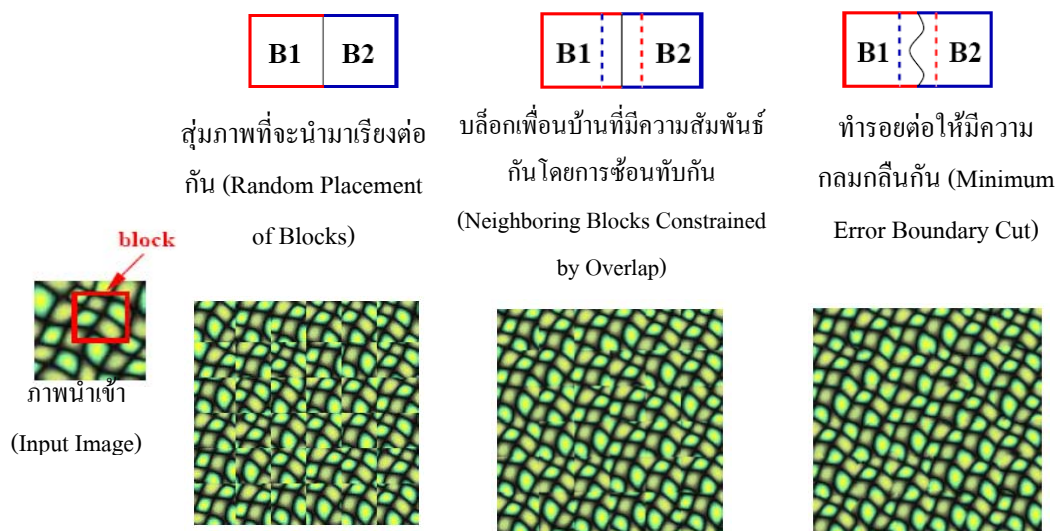 B1 B2
สุ่มภาพที่จะนำมาเรียงต่อ
กัน (Random Placement
of Blocks)
B1 B2
บล็อกเพื่อนบ้านที่มีความสัมพันธ์
กันโดยการซ้อนทับกัน
(Neighboring Blocks Constrained
by Overlap)
B1 B2
ทำรอยต่อให้มีความ
กลมกลืนกัน (Minimum
Error Boundary Cut)
block
ภาพนำเข้า
(Input Image)